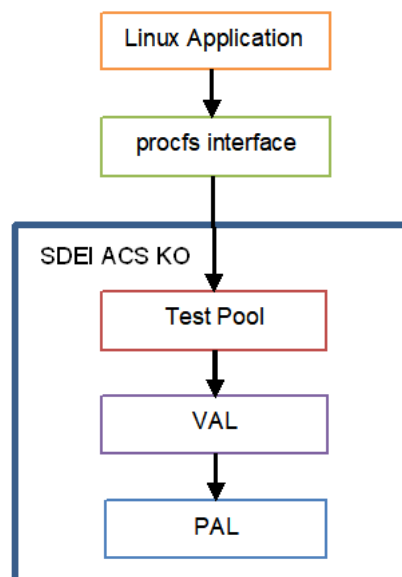 Linux Application
procfs interface
SDEI ACS KO
Test Pool
VAL
PAL